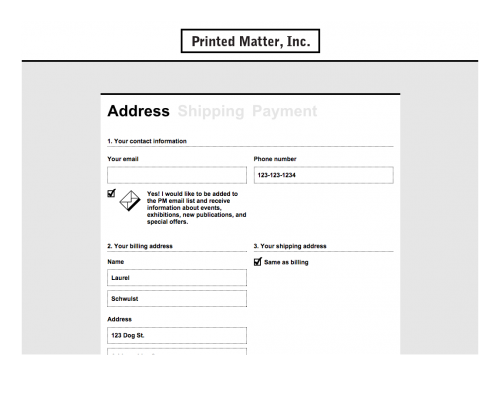 Printed Matter, Inc.
Address Shipping Payment
1. Your contact information
Your email
Phone number
123-123-1234
Yes! I would like to be added to
the PM email list and receive
information about events,
exhibitions, new publications, and
special offers.
2. Your billing address
3. Your shipping address
Name
Same as billing
Laurel
Schwulst
Address
123 Dog St.